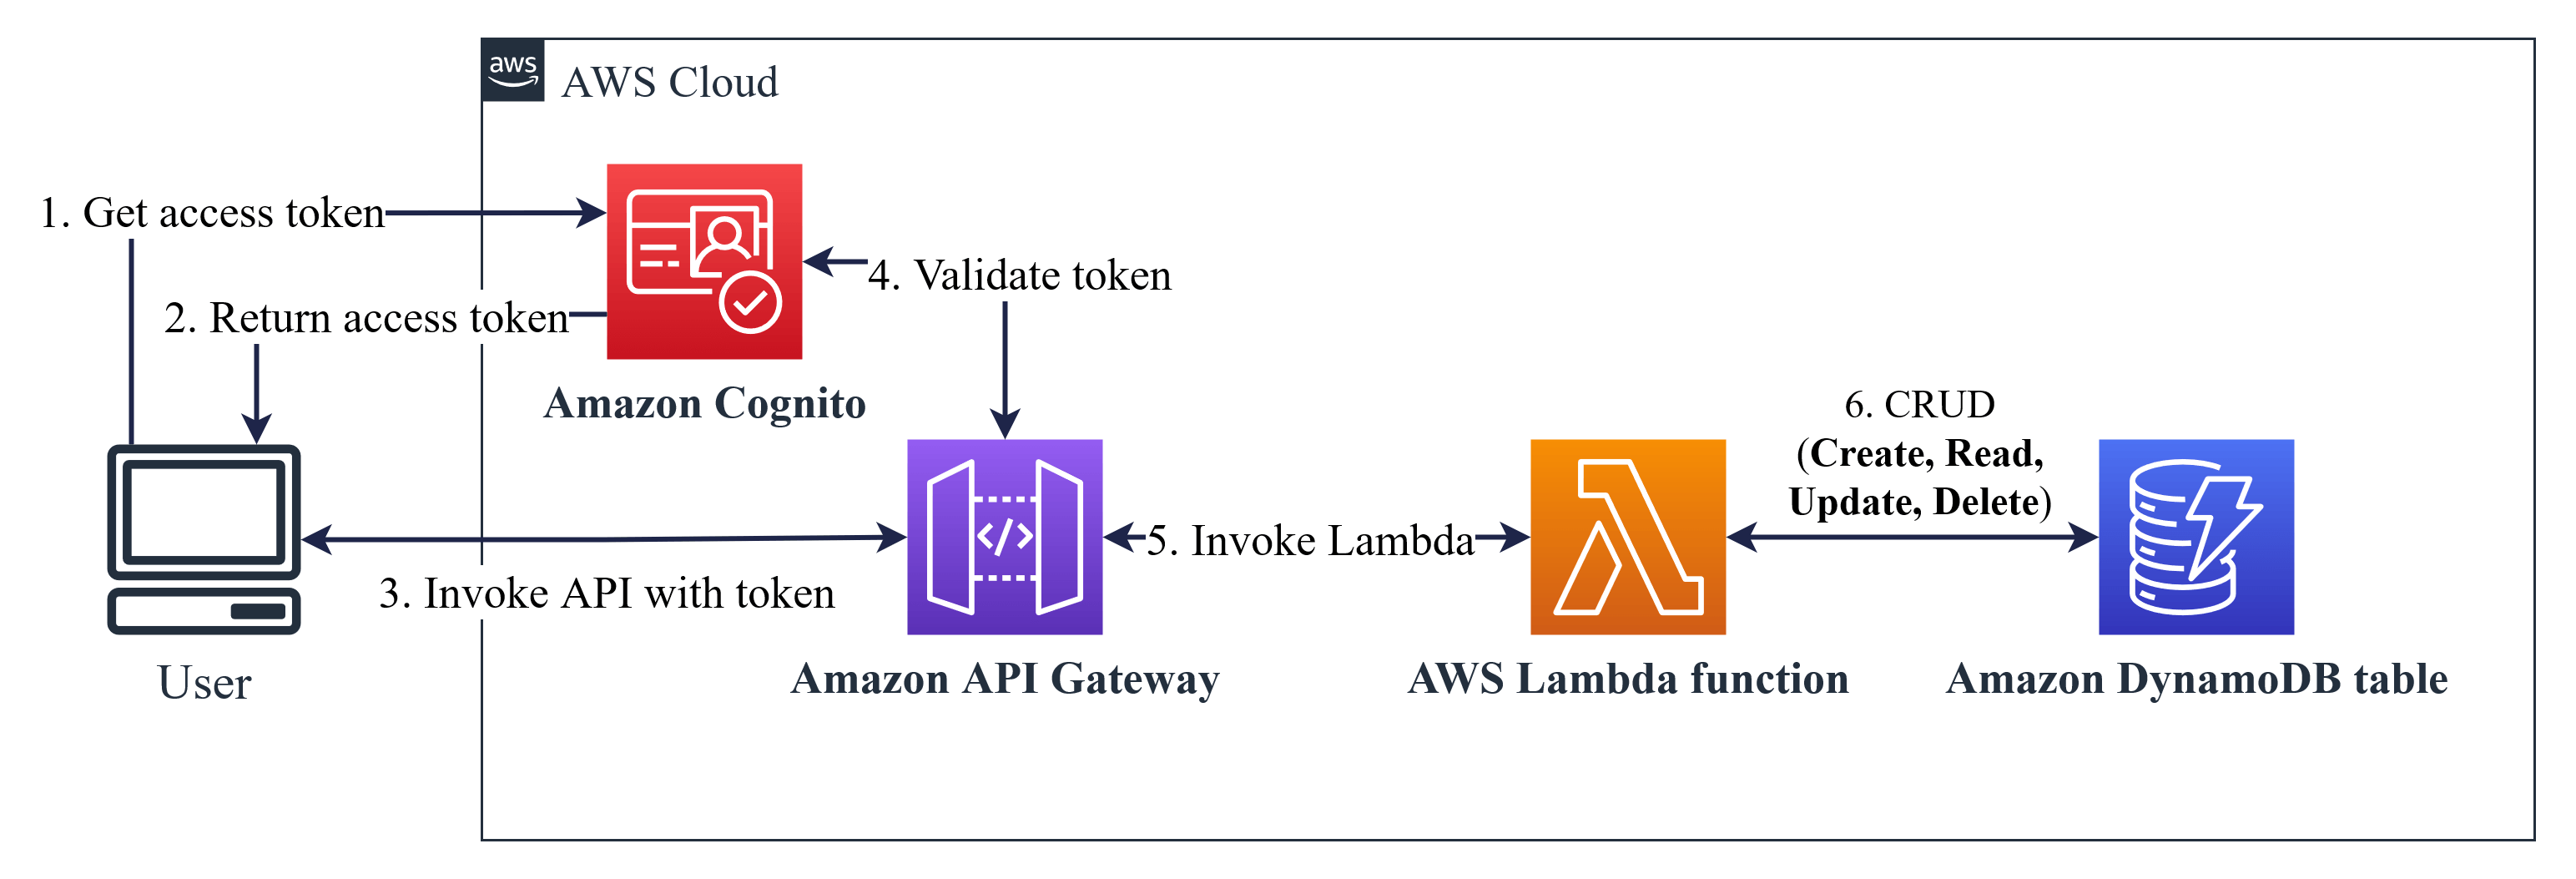 aws
AWS Cloud
1. Get access token
4. Validate token
2. Return access token
Amazon Cognito
6. CRUD
(Create, Read,
Update, Delete)
5. Invoke Lambda
3. Invoke API with token
User
Amazon API Gateway
AWS Lambda function
Amazon DynamoDB table